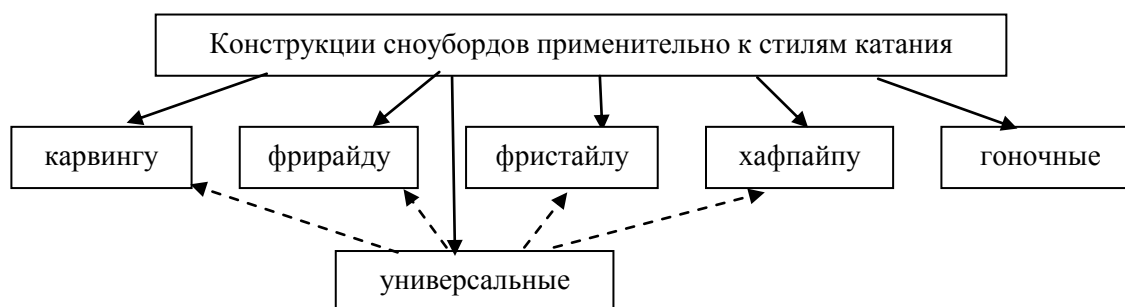 Конструкции сноубордов применительно к стилям катания
карвингу
фрирайду
фристайлу
хафпайпу
гоночные
универсальные